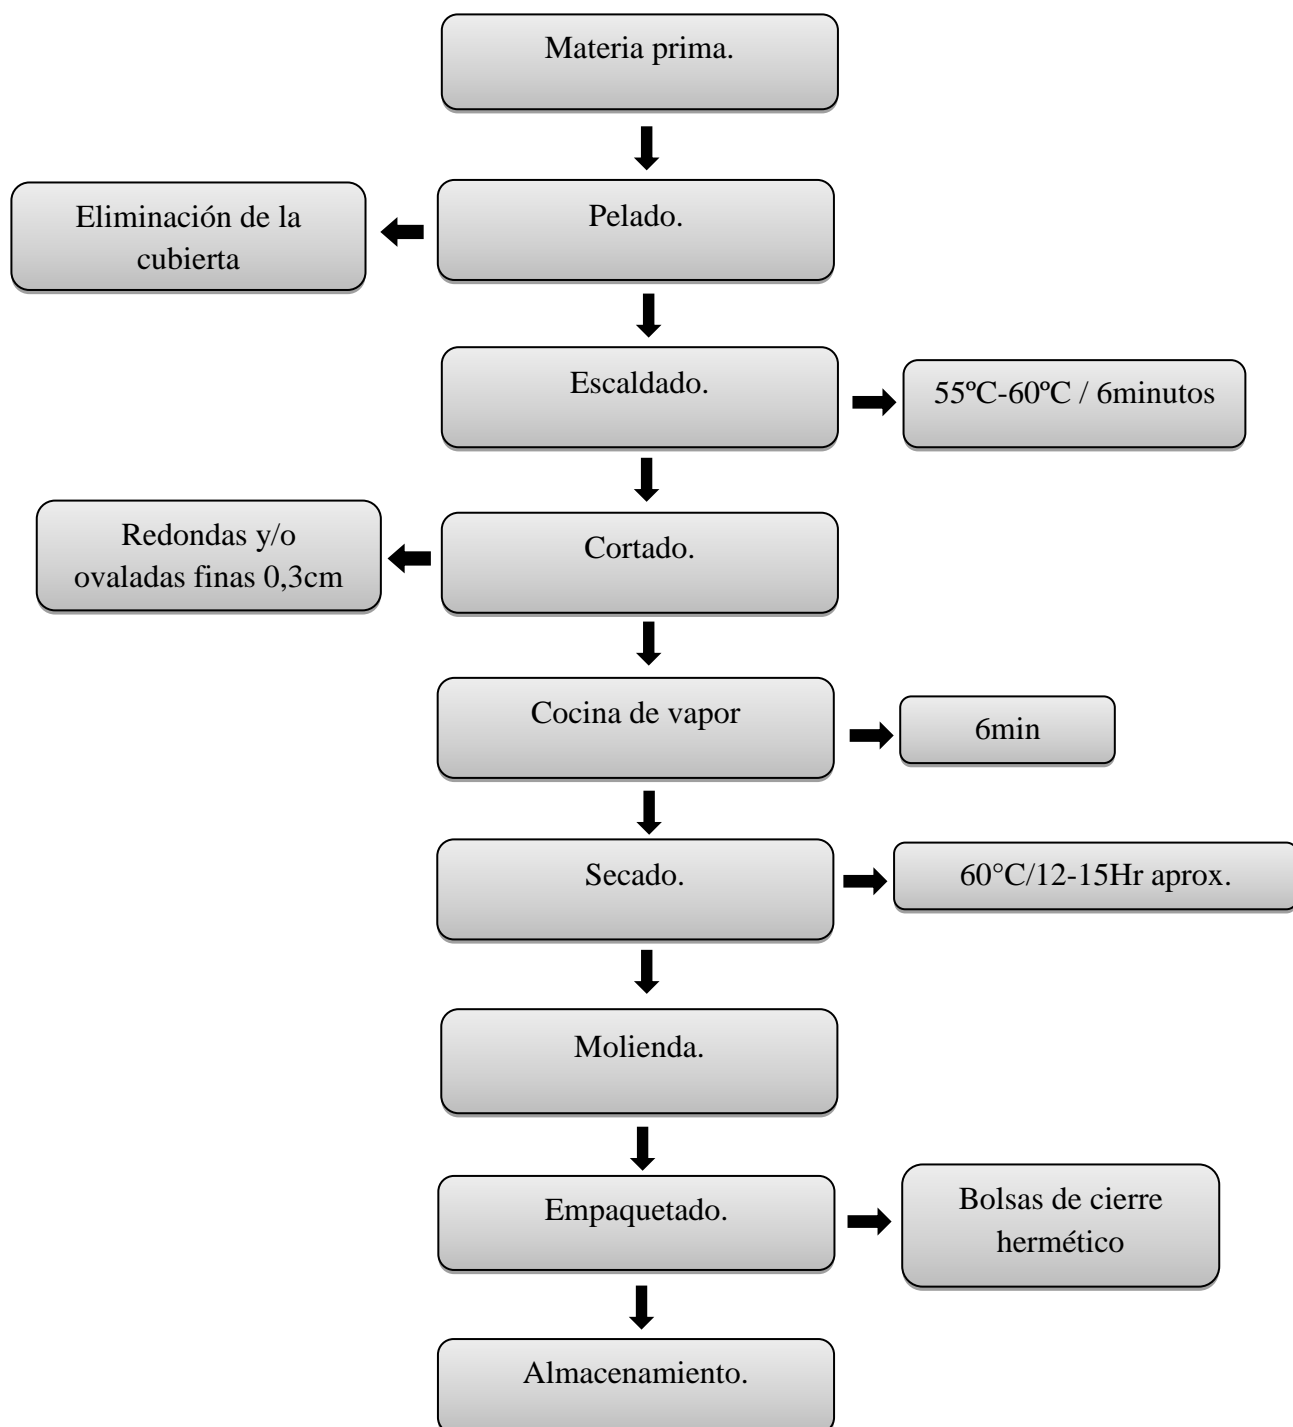 Materia prima.
Pelado.
Eliminación de la
cubierta
Escaldado.
55ºC-60ºC / 6minutos
Cortado.
Redondas y/o
ovaladas finas 0,3cm
Cocina de vapor
6min
Secado.
60°C/12-15Hr aprox.
Molienda.
Empaquetado.
Bolsas de cierre
hermético
Almacenamiento.